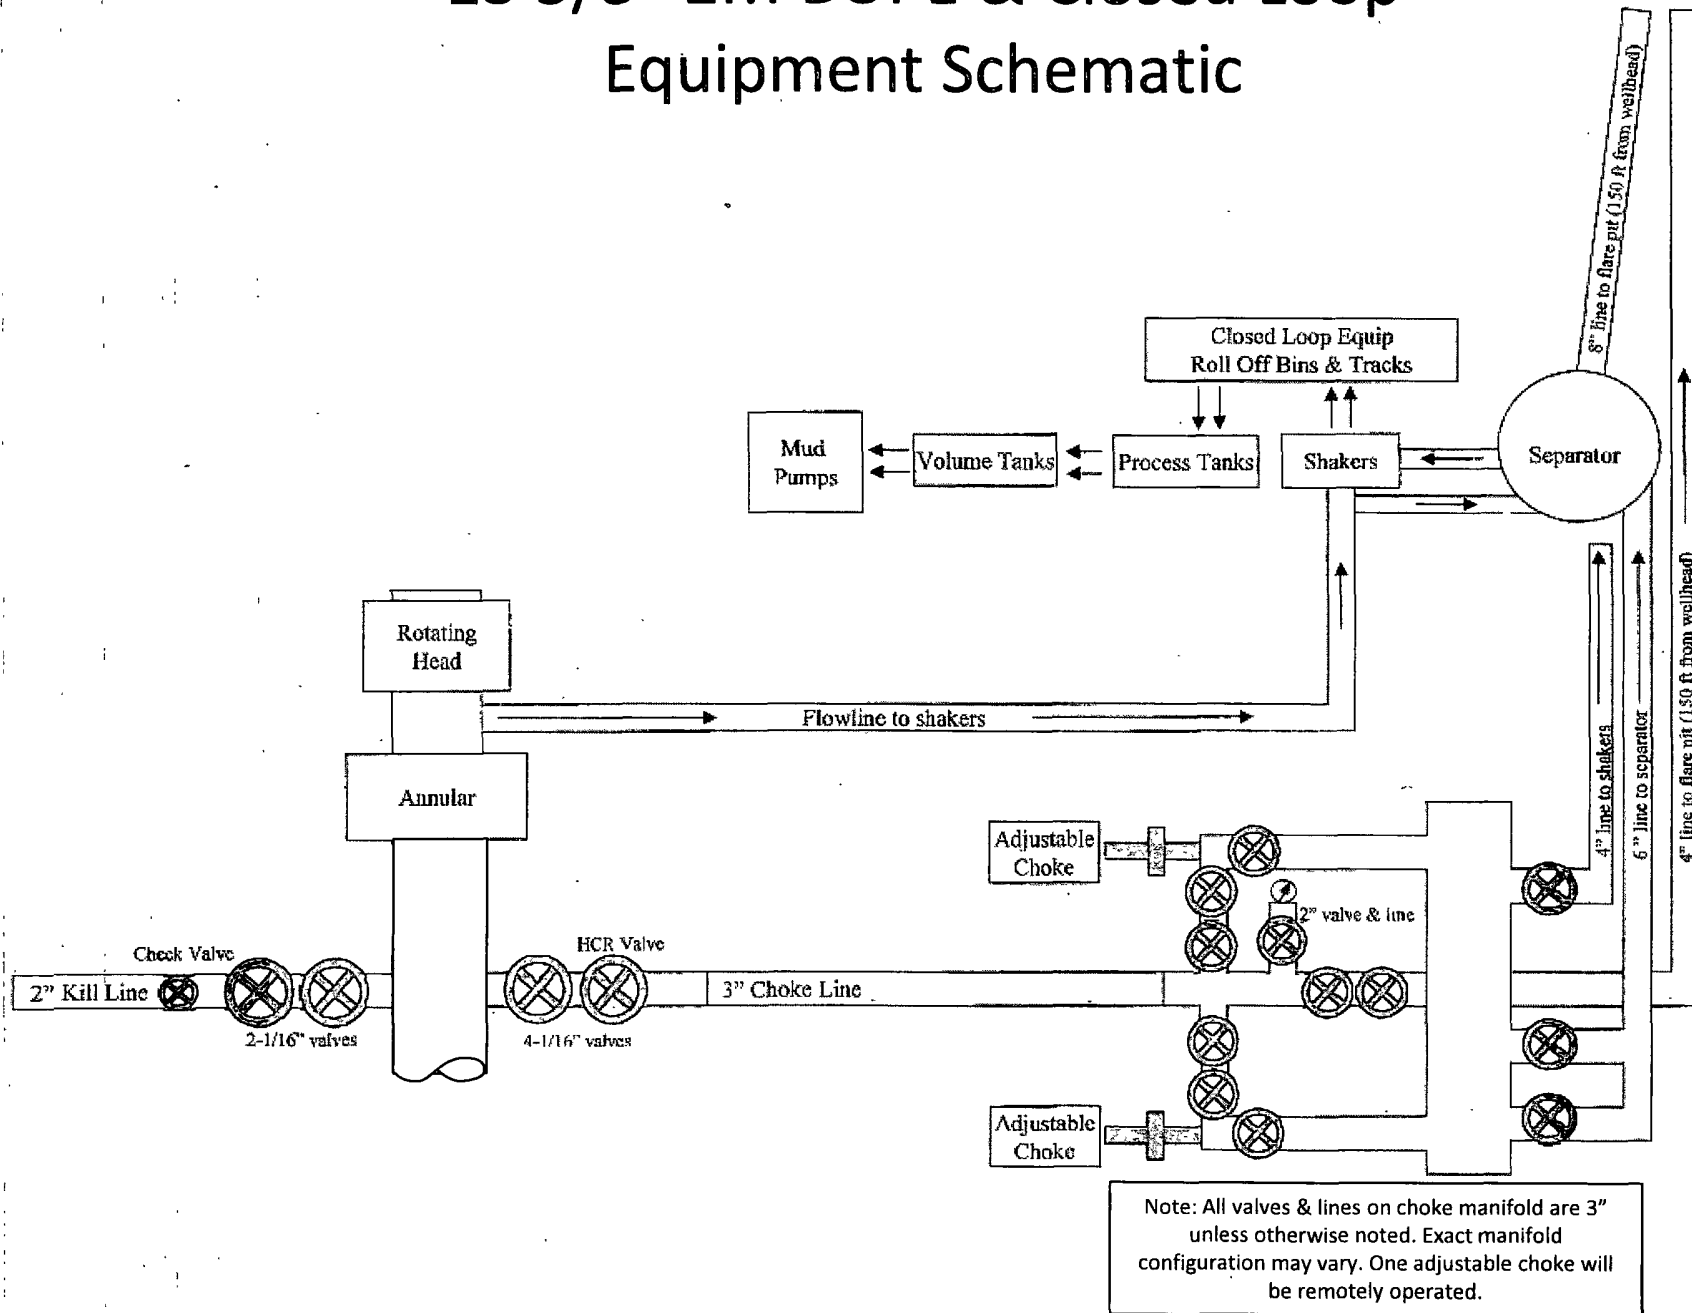 Equipment Schematic
8" line to flare pit (150 ft from wellhead)
Closed Loop Equip
Roll Off Bins & Tracks
Mud
Pumps
Volume Tanks
Process Tanks
Shakers
Separator
Rotating
Head
Flowline to shakers
Annular
4" line to shakers
6" line to separator
4" line to flare pit (150 ft from wellhead)
Adjustable
Choke
2" valve & line
Check Valve
HCR Valve
2" Kill Line
3" Choke Line
2-1/16" valves
4-1/16" valves
Adjustable
Choke
Note: All valves & lines on choke manifold are 3"
unless otherwise noted. Exact manifold
configuration may vary. One adjustable choke will
be remotely operated.